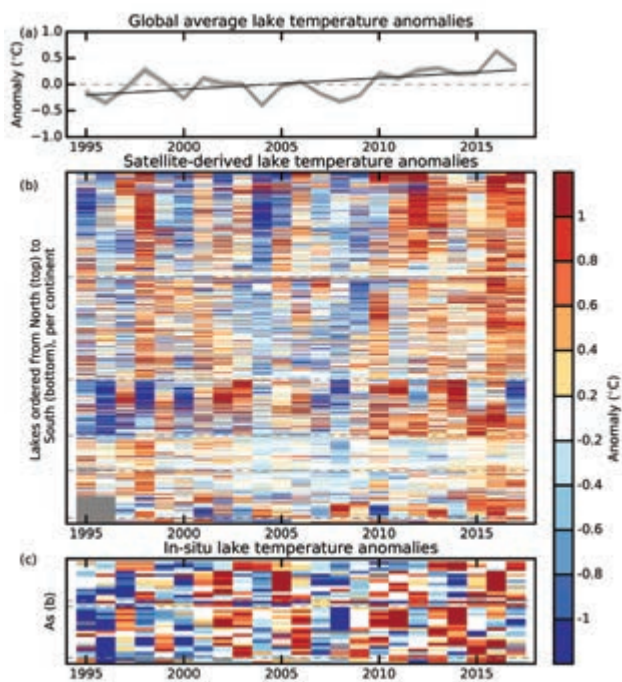 Global average lake temperature anomalies
(a)
Anomaly (°C)
1.0
0.5
0.0
−0.5
−1.0
1995 2000 2005 2010 2015
Satellite-derived lake temperature anomalies
(b)
Lakes ordered from North (top) to
South (bottom), per continent
1995 2000 2005 2010 2015
In-situ lake temperature anomalies
(c)
As (b)
1995 2000 2005 2010 2015
1
0.8
0.6
0.4
0.2
-0.2
-0.4
-0.6
-0.8
-1
Anomaly (°C)